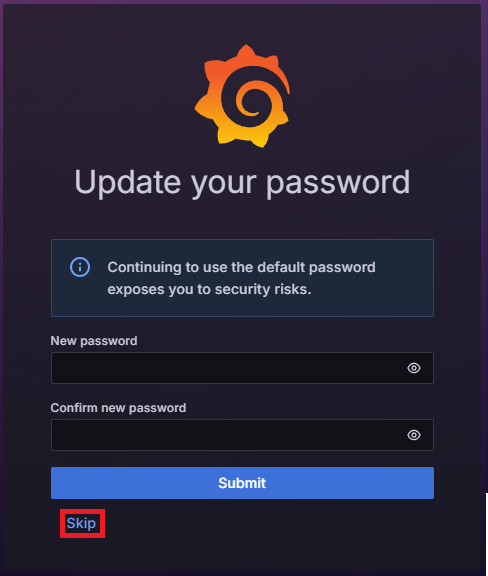 Update your password
Continuing to use the default password
exposes you to security risks.
New password
Confirm new password
Submit
Skip